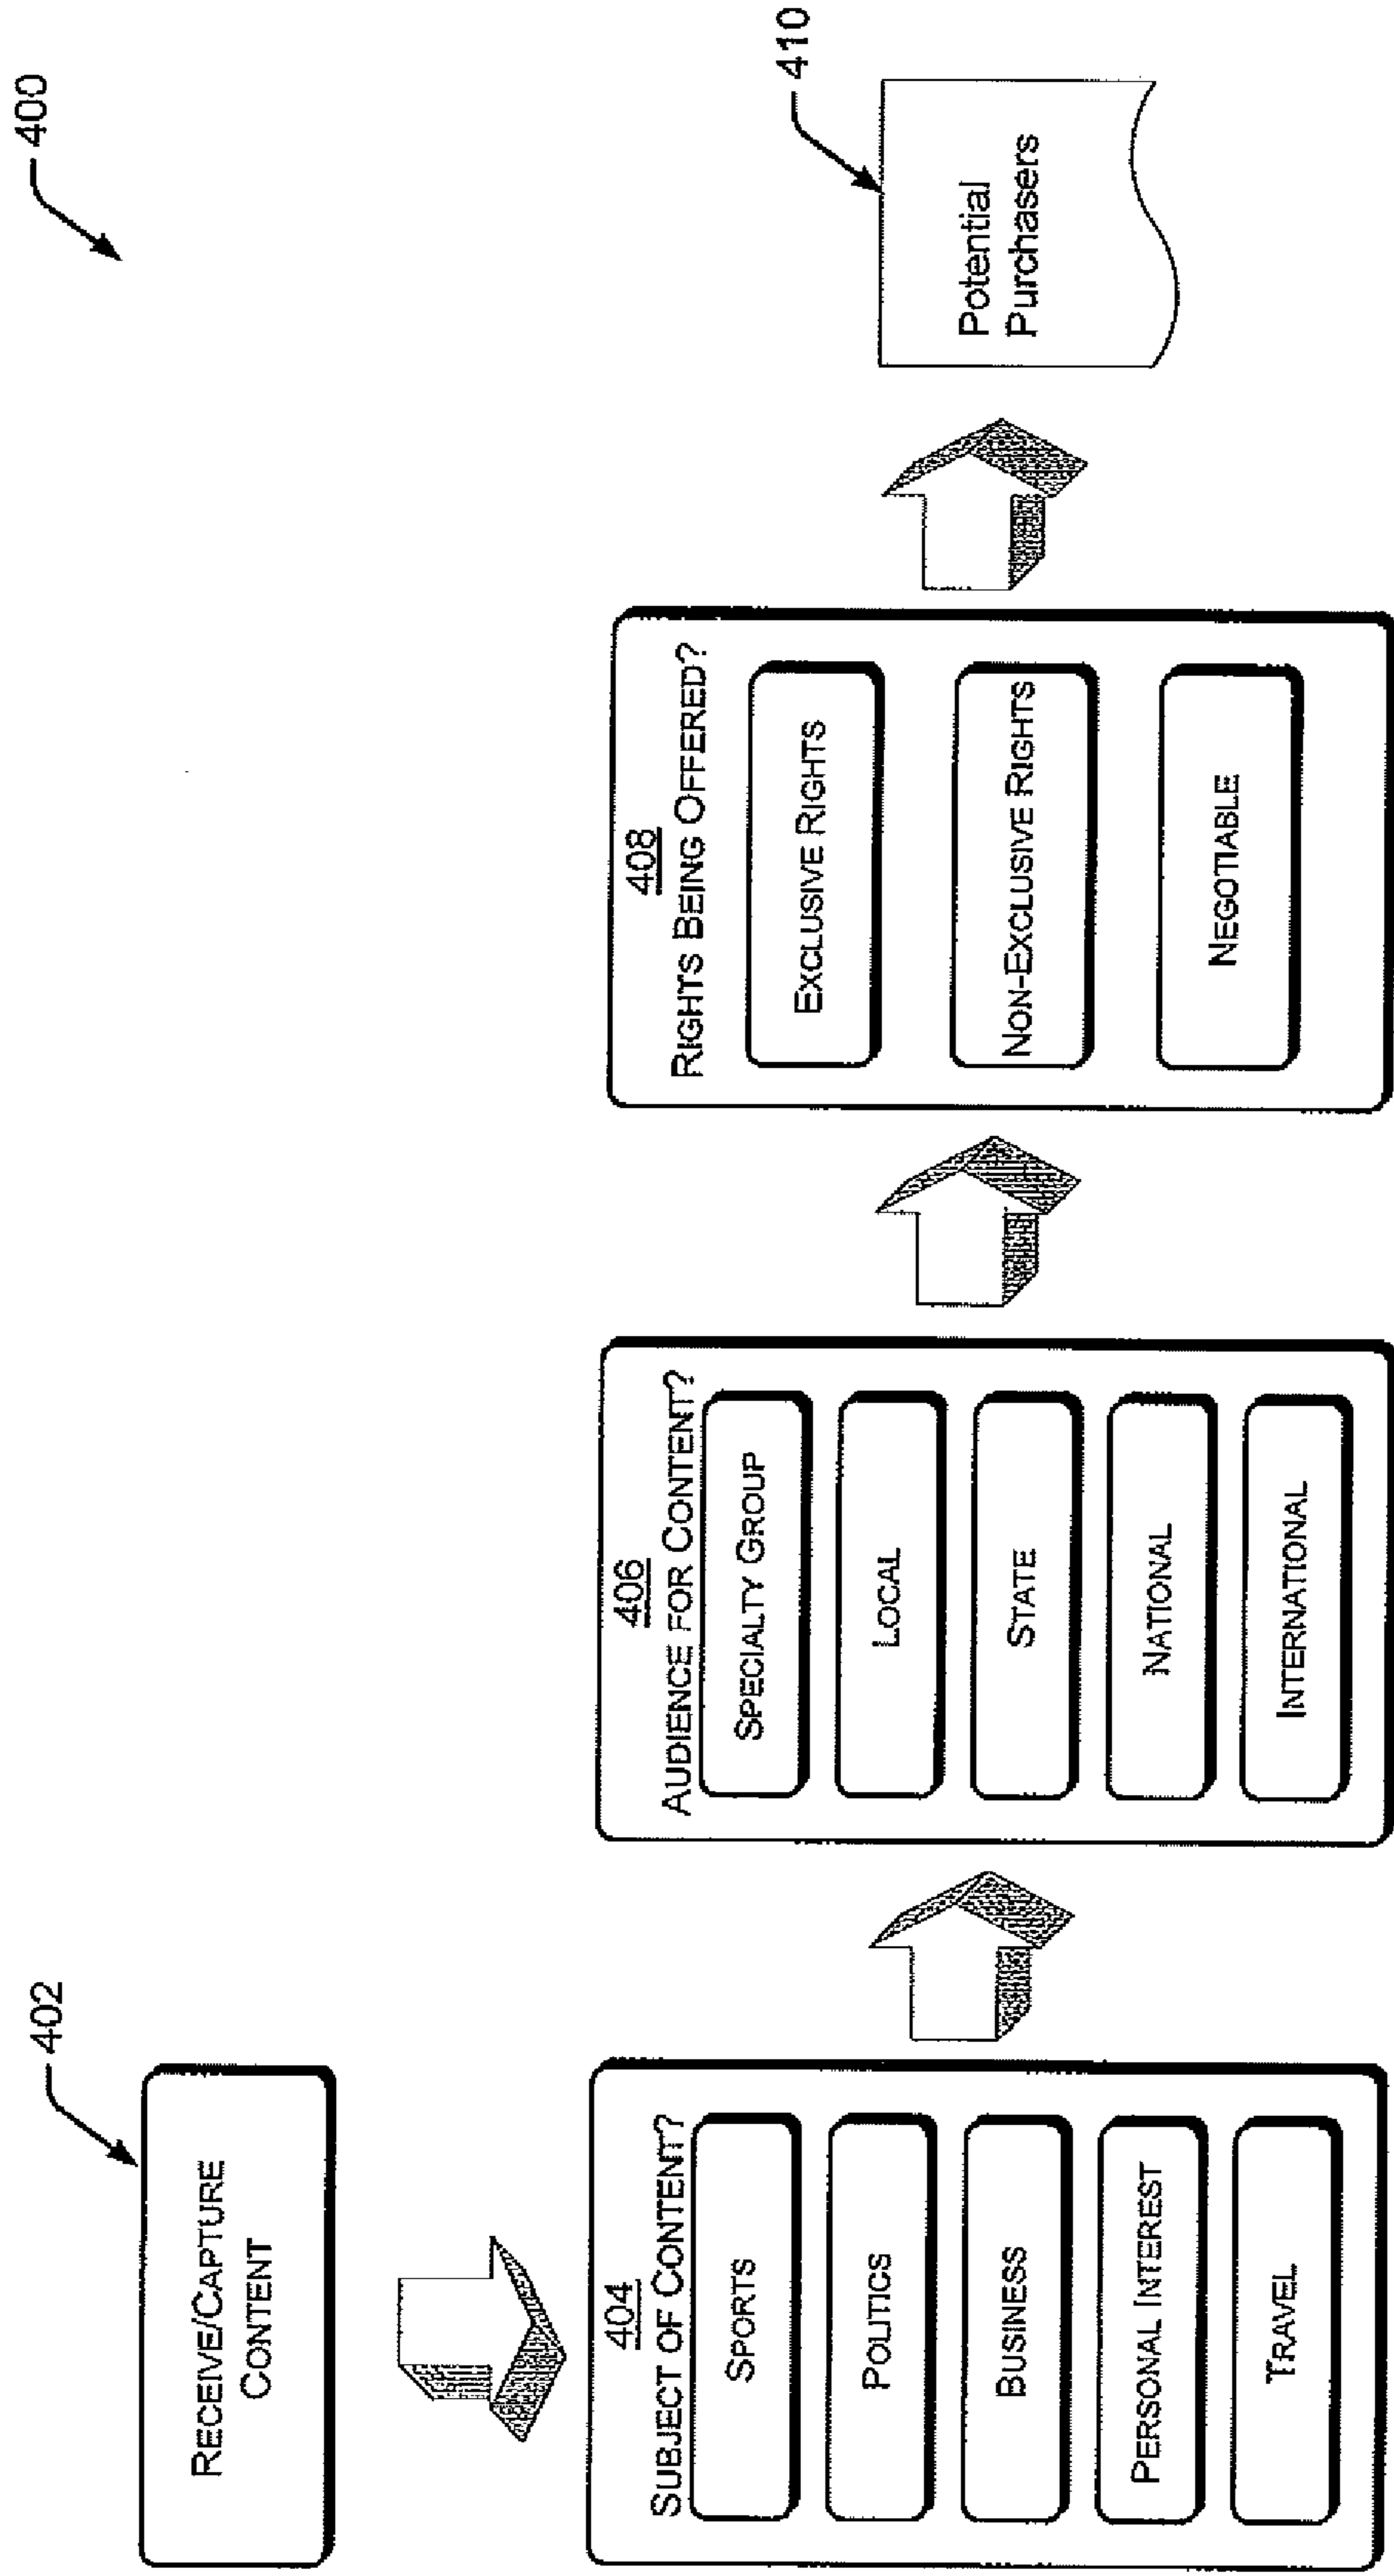 400
402
RECEIVE/CAPTURE
CONTENT
404
SUBJECT OF CONTENT?
SPORTS
POLITICS
BUSINESS
PERSONAL INTEREST
TRAVEL
406
AUDIENCE FOR CONTENT?
SPECIALTY GROUP
LOCAL
STATE
NATIONAL
INTERNATIONAL
408
RIGHTS BEING OFFERED?
EXCLUSIVE RIGHTS
NON-EXCLUSIVE RIGHTS
NEGOTIABLE
410
Potential
Purchasers